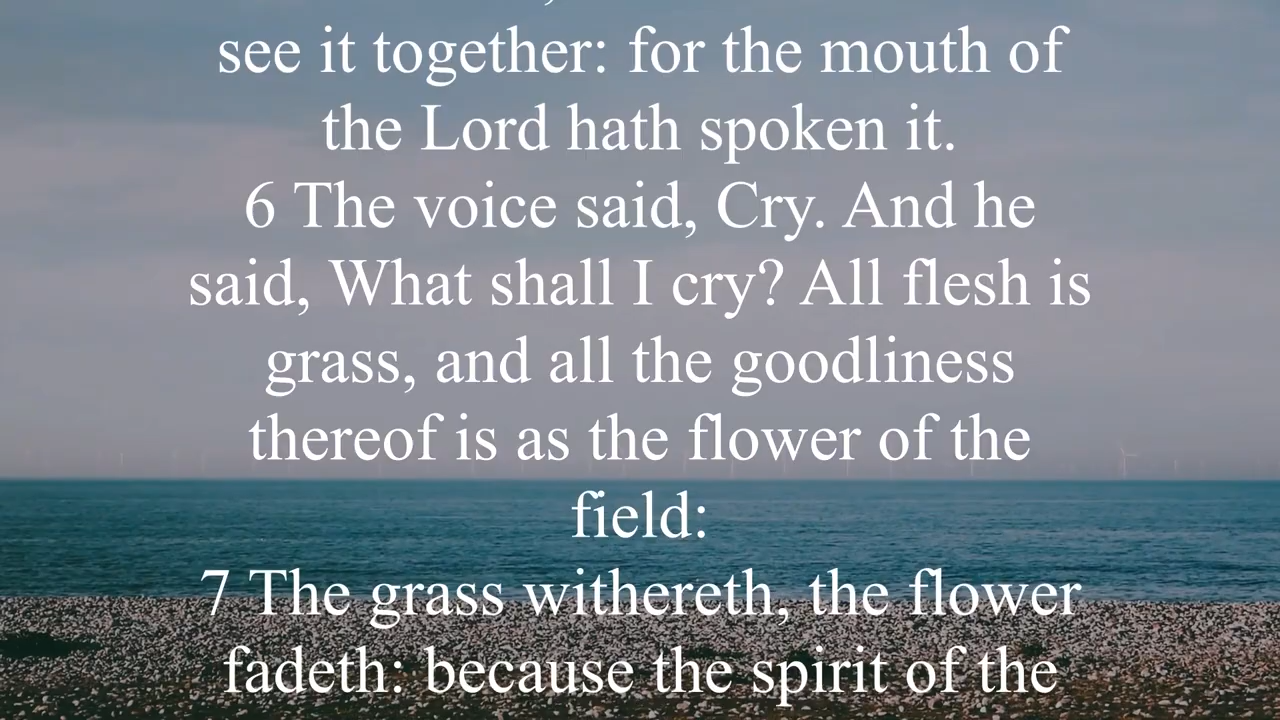 see it together: for the mouth of
the Lord hath spoken it.
6 The voice said, Cry. And he
said, What shall I cry? All flesh is
grass, and all the goodliness
thereof is as the flower of the
field:
7 The grass withereth, the flower
fadeth: because the spirit of the